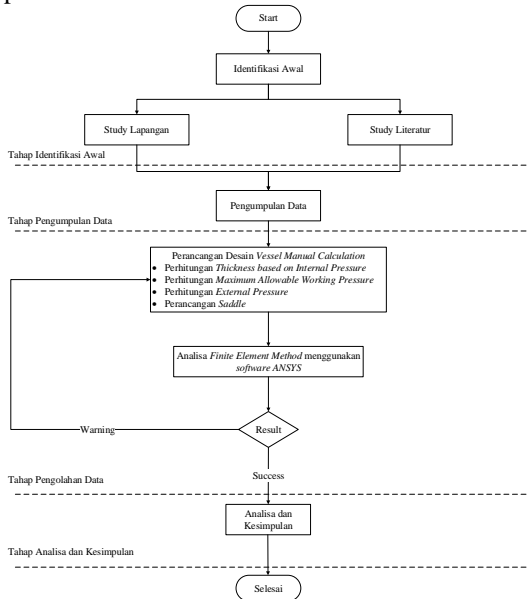 Start
Identifikasi Awal
Study Lapangan
Study Literatur
Tahap Identifikasi Awal
Pengumpulan Data
Tahap Pengumpulan Data
Perancangan Desain Vessel Manual Calculation
• Perhitungan Thickness based on Internal Pressure
• Perhitungan Maximum Allowable Working Pressure
• Perhitungan External Pressure
• Perancangan Saddle
Analisa Finite Element Method menggunakan
software ANSYS
Warning
Result
Success
Tahap Pengolahan Data
Analisa dan
Kesimpulan
Tahap Analisa dan Kesimpulan
Selesai